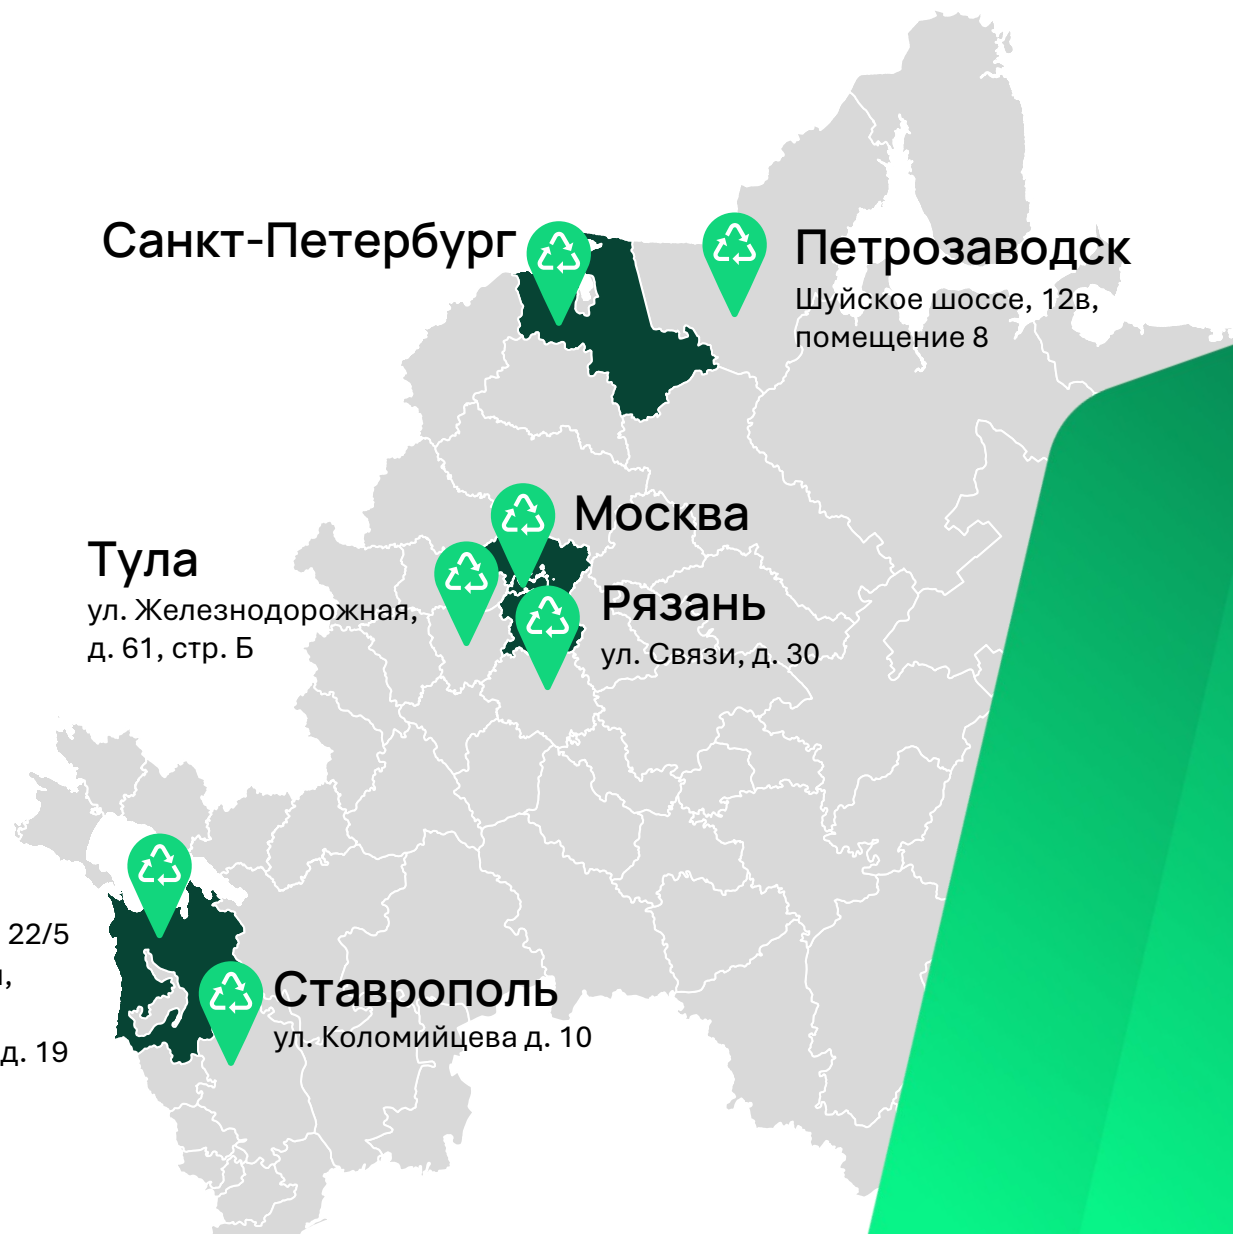 Санкт-Петербург
Петрозаводск
Шуйское шоссе, 12в,
помещение 8
Москва
Тула
ул. Железнодорожная,
д. 61, стр. Б
Рязань
ул. Связи, д. 30
22/5
Ставрополь
ул. Коломийцева д. 10
д. 19